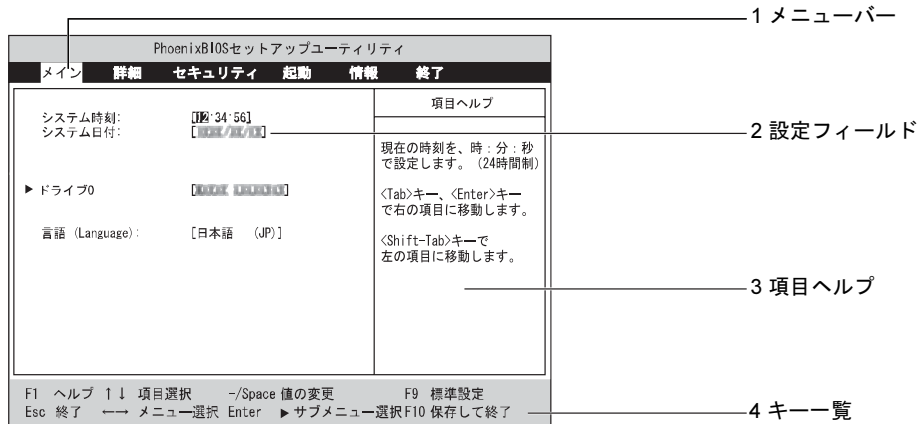 1 メニューバー
PhoenixBIOSセットアップユーティリティ
メイン 詳細 セキュリティ 起動 情報 終了
システム時刻: [12:34:56]
システム日付:
2 設定フィールド
▶ ドライブ0
言語 (Language): [日本語 (JP)]
項目ヘルプ
現在の時刻を、時:分:秒
で設定します。(24時間制)
<Tab>キー、<Enter>キー
で右の項目に移動します。
<Shift-Tab>キーで
左の項目に移動します。
3 項目ヘルプ
F1 ヘルプ ↑↓ 項目選択 -/Space 値の変更 F9 標準設定
Esc 終了 ←→ メニュー選択 Enter ▶ サブメニュー選択 F10 保存して終了
4 キー一覧